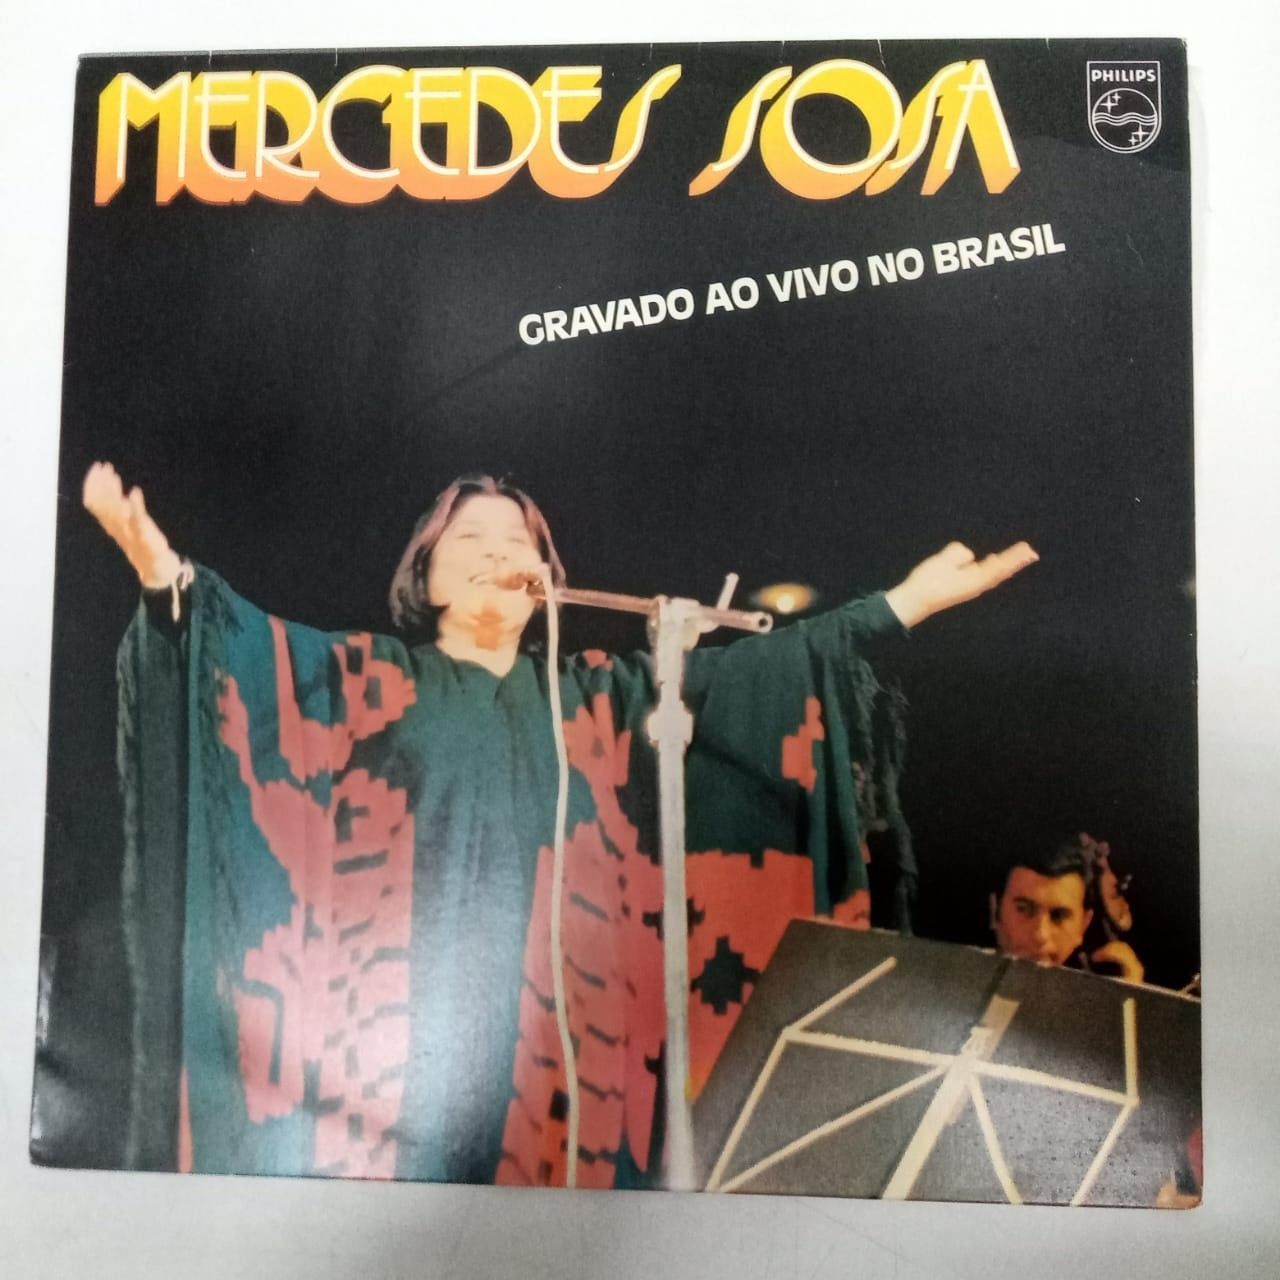 MERCEDES SOSA
PHILIPS
GRAVADO AO VIVO NO BRASIL